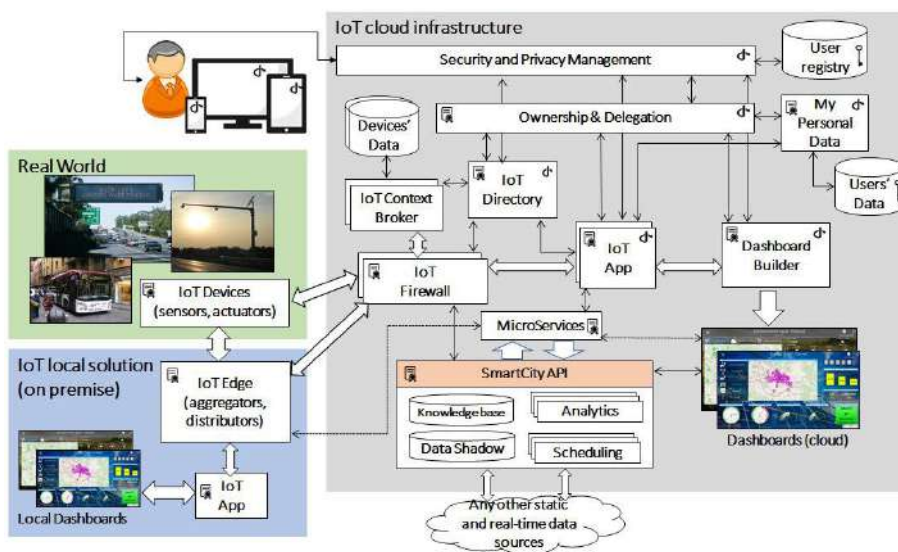 IoT cloud infrastructure
Security and Privacy Management
User
registry
Ownership & Delegation
My
Personal
Data
Devices'
Data
Users'
Data
Real World
IoT Context
Broker
IoT
Directory
IoT
Firewall
IoT
App
Dashboard
Builder
IoT Devices
(sensors, actuators)
MicroServices
IoT local solution
(on premise)
IoT Edge
(aggregators,
distributors)
SmartCity API
Knowledge base
Analytics
Data Shadow
Scheduling
Dashboards (cloud)
IoT
App
Local Dashboards
Any other static
and real-time data
sources